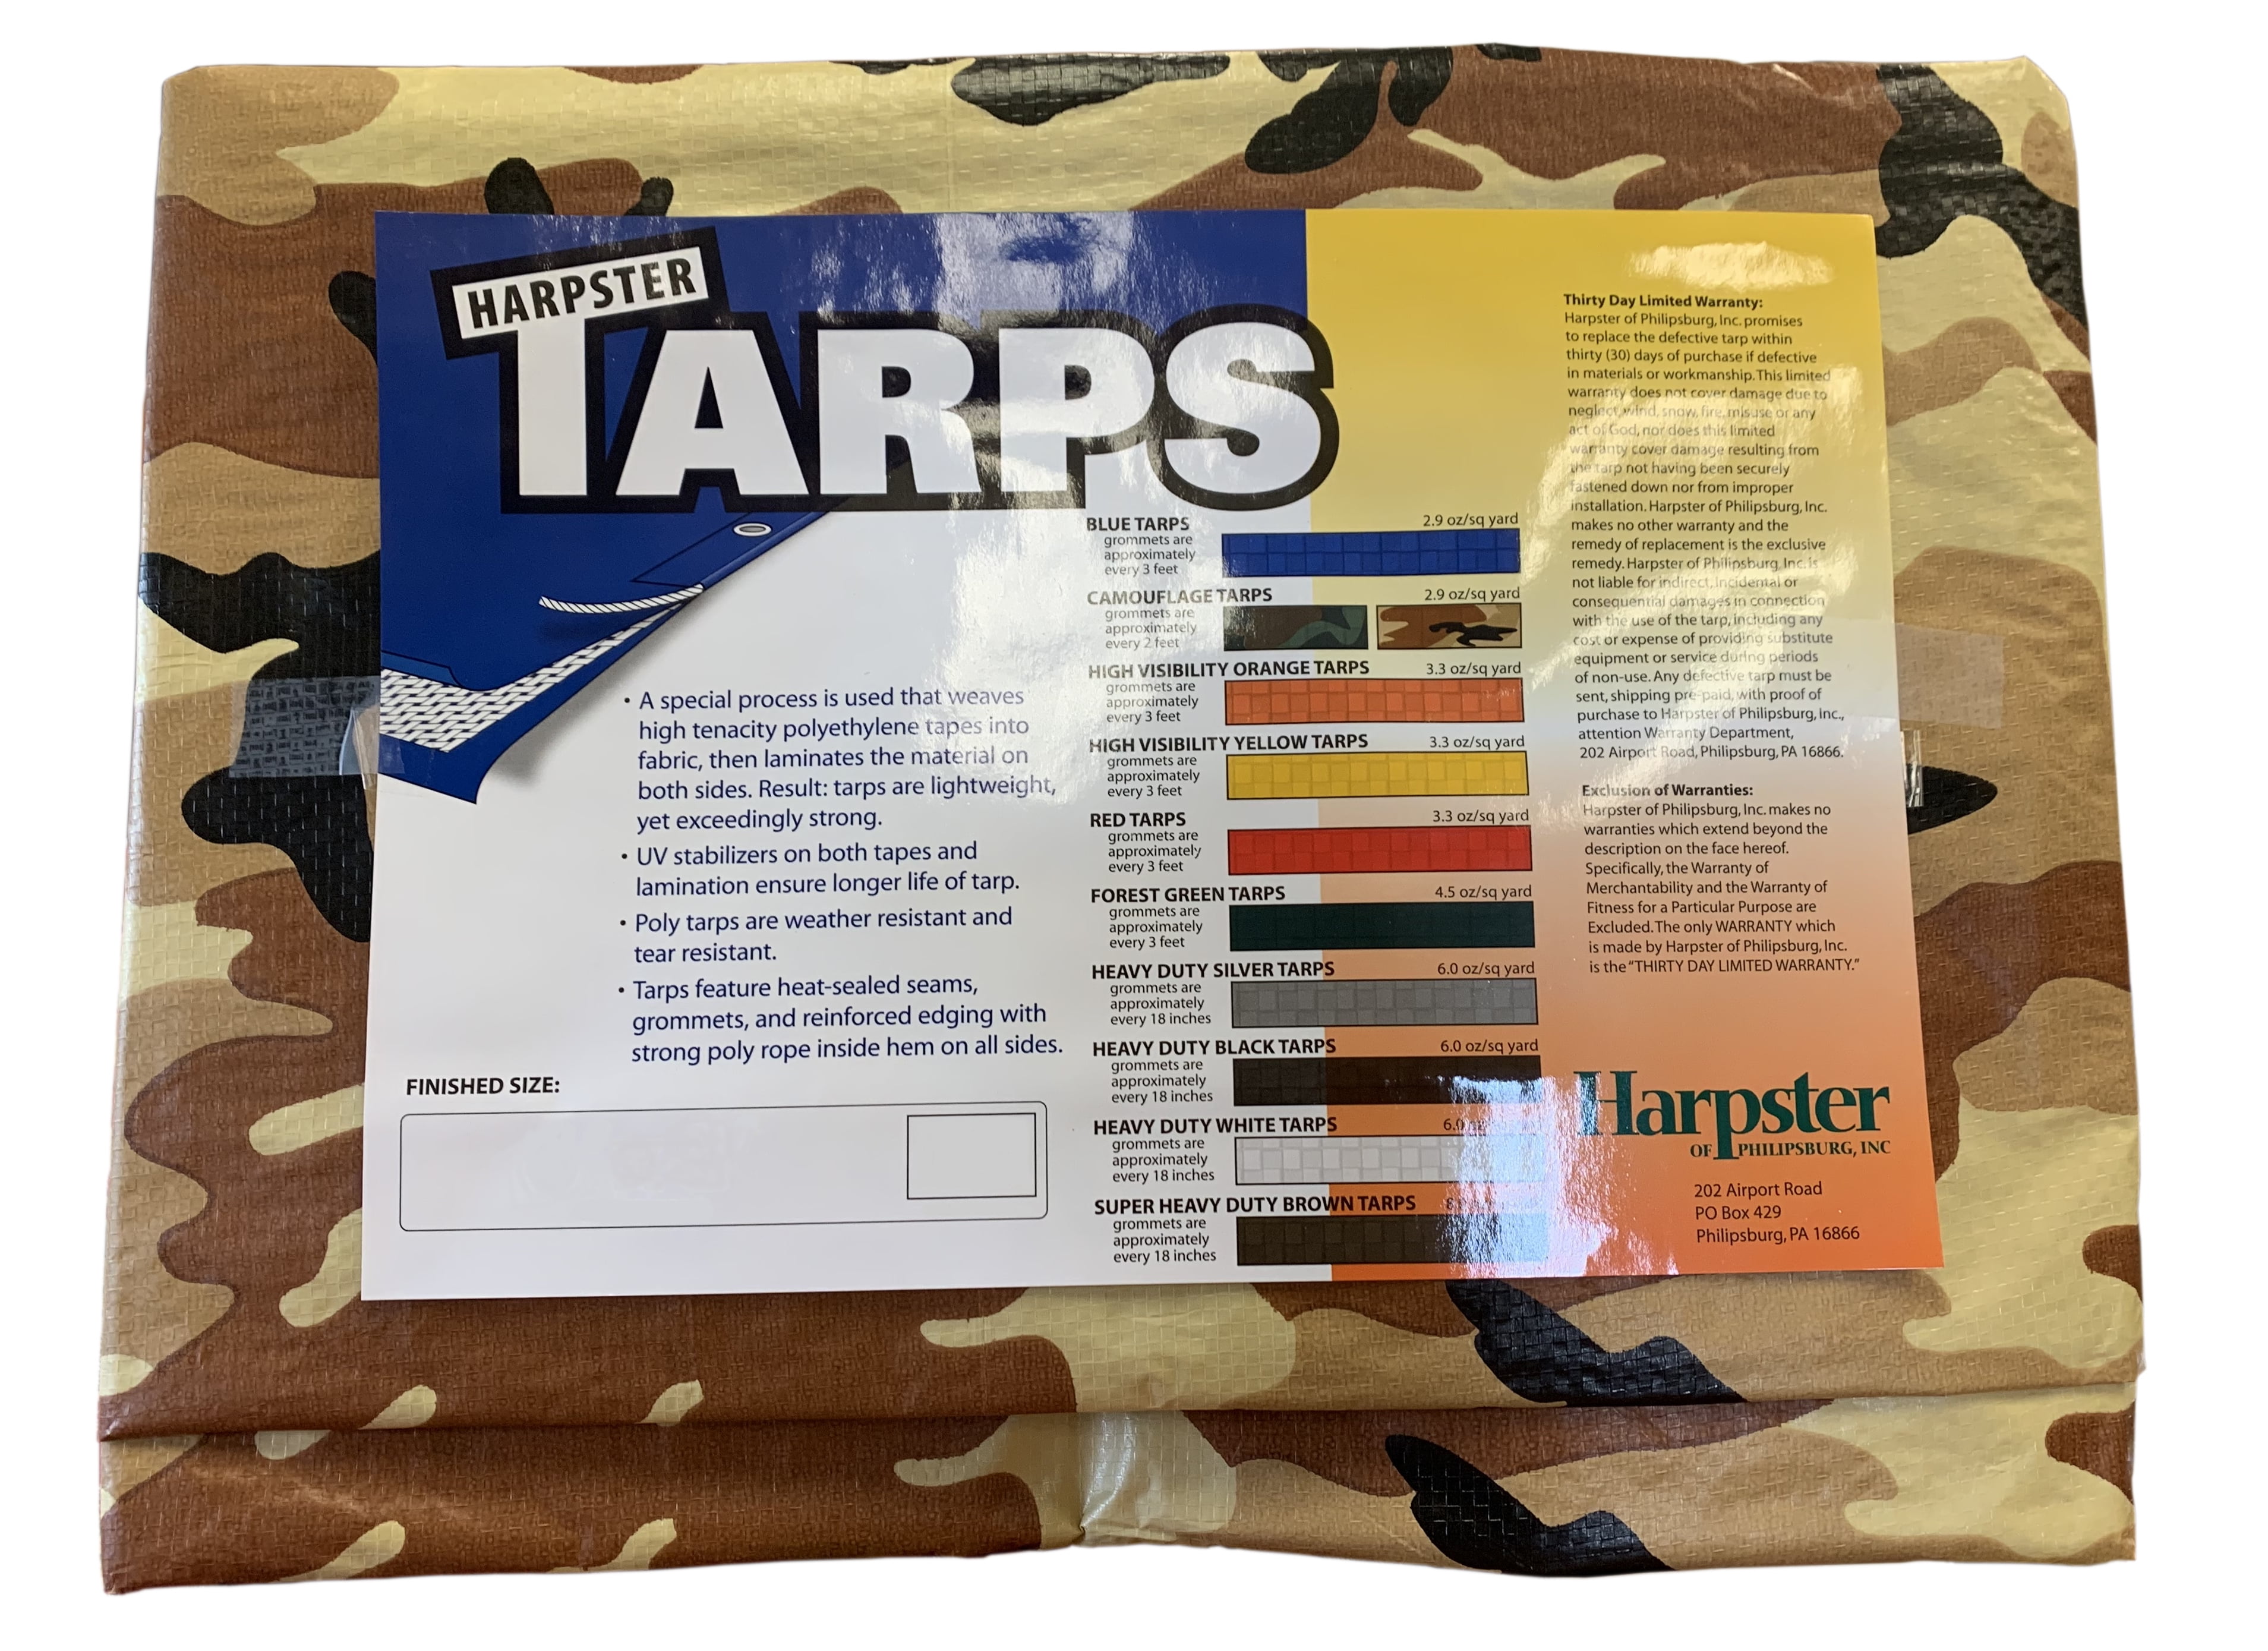 HARPSTER
TARPS
• A special process is used that weaves
high tenacity polyethylene tapes into
fabric, then laminates the material on
both sides. Result: tarps are lightweight,
yet exceedingly strong.
• UV stabilizers on both tapes and
lamination ensure longer life of tarp.
• Poly tarps are weather resistant and
tear resistant.
• Tarps feature heat-sealed seams,
grommets, and reinforced edging with
strong poly rope inside hem on all sides.
FINISHED SIZE:
BLUE TARPS 2.9 oz/sq yard
grommets are
approximately
every 3 feet
CAMOUFLAGE TARPS 2.9 oz/sq yard
grommets are
approximately
every 2 feet
HIGH VISIBILITY ORANGE TARPS 3.3 oz/sq yard
grommets are
approximately
every 3 feet
HIGH VISIBILITY YELLOW TARPS 3.3 oz/sq yard
grommets are
approximately
every 3 feet
RED TARPS 3.3 oz/sq yard
grommets are
approximately
every 3 feet
FOREST GREEN TARPS 4.5 oz/sq yard
grommets are
approximately
every 3 feet
HEAVY DUTY SILVER TARPS 6.0 oz/sq yard
grommets are
approximately
every 18 inches
HEAVY DUTY BLACK TARPS 6.0 oz/sq yard
grommets are
approximately
every 18 inches
HEAVY DUTY WHITE TARPS
grommets are
approximately
every 18 inches
SUPER HEAVY DUTY BROWN TARPS
grommets are
approximately
every 18 inches
Thirty Day Limited Warranty:
Harpster of Philipsburg, Inc. promises
to replace the defective tarp within
thirty (30) days of purchase if defective
in materials or workmanship. This limited
warranty does not cover damage due to
neglect, wind, snow, fire, misuse or any
act of God, nor does this limited
warranty cover damage resulting from
the tarp not having been securely
fastened down nor from improper
installation. Harpster of Philipsburg, Inc.
makes no other warranty and the
remedy of replacement is the exclusive
remedy. Harpster of Philipsburg, Inc. is
not liable for indirect, incidental or
consequential damages in connection
with the use of the tarp, including any
cost or expense of providing substitute
equipment or service during periods
of non-use. Any defective tarp must be
sent, shipping pre-paid, with proof of
purchase to Harpster of Philipsburg, Inc.,
attention Warranty Department,
202 Airport Road, Philipsburg, PA 16866.
Exclusion of Warranties:
Harpster of Philipsburg, Inc. makes no
warranties which extend beyond the
description on the face hereof.
Specifically, the Warranty of
Merchantability and the Warranty of
Fitness for a Particular Purpose are
Excluded. The only WARRANTY which
is made by Harpster of Philipsburg, Inc.
is the "THIRTY DAY LIMITED WARRANTY."
Harpster
OF PHILIPSBURG, INC
202 Airport Road
PO Box 429
Philipsburg, PA 16866